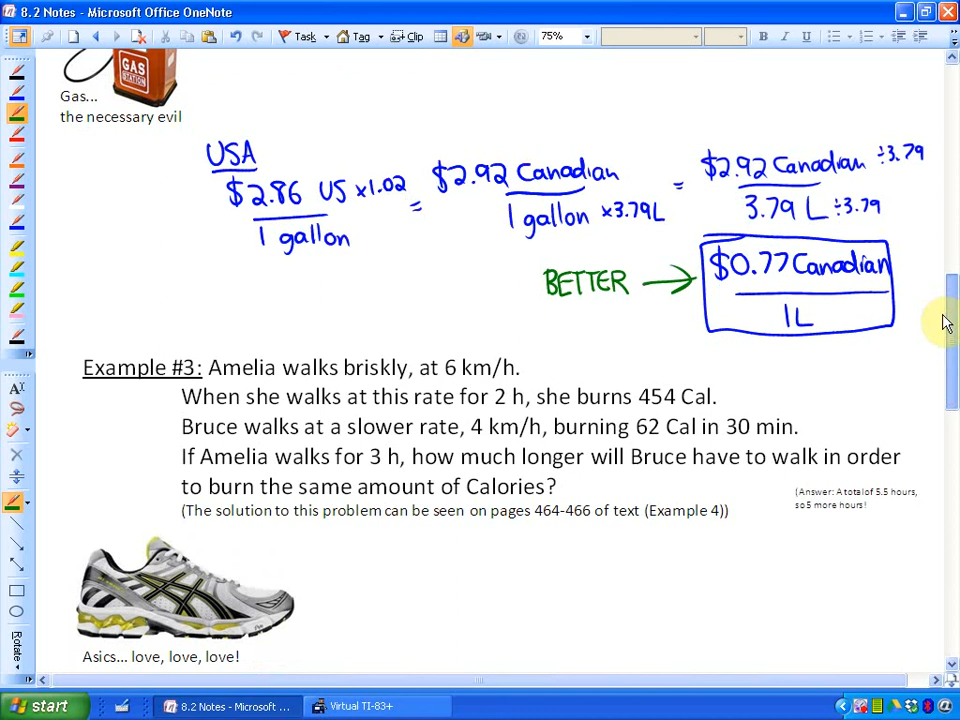 8.2 Notes - Microsoft Office OneNote
Task Tag Clip 75% B I U
GAS
STATION
Gas...
the necessary evil
USA
$2.86 US ×1.02
1 gallon
=
$2.92 Canadian
1 gallon ×3.79L
=
$2.92 Canadian ÷3.79
3.79 L ÷3.79
$0.77 Canadian
1L
BETTER →
Example #3: Amelia walks briskly, at 6 km/h.
When she walks at this rate for 2 h, she burns 454 Cal.
Bruce walks at a slower rate, 4 km/h, burning 62 Cal in 30 min.
If Amelia walks for 3 h, how much longer will Bruce have to walk in order
to burn the same amount of Calories?
(The solution to this problem can be seen on pages 464-466 of text (Example 4))
(Answer: A total of 5.5 hours,
so 5 more hours!
Asics... love, love, love!
Rotate
start
8.2 Notes - Microsoft ...
Virtual TI-83+